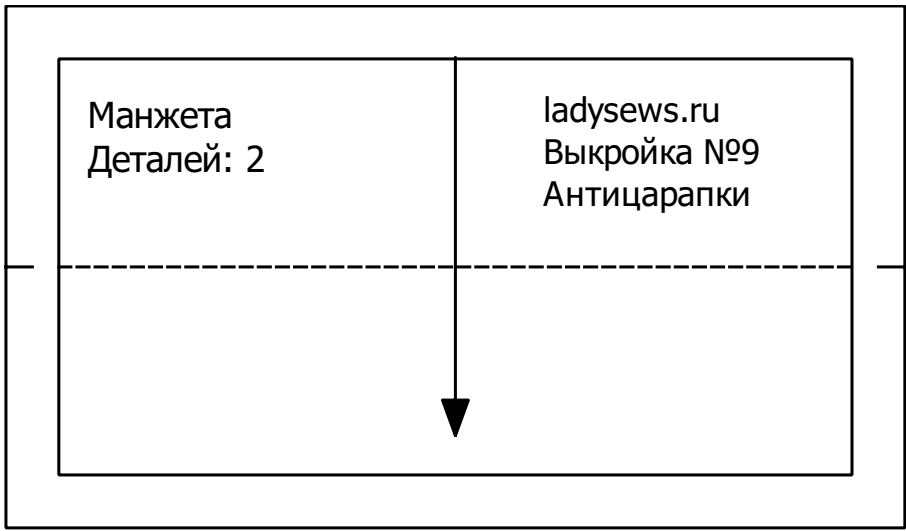 Манжета
Деталей: 2
ladysews.ru
Выкройка №9
Антицарапки